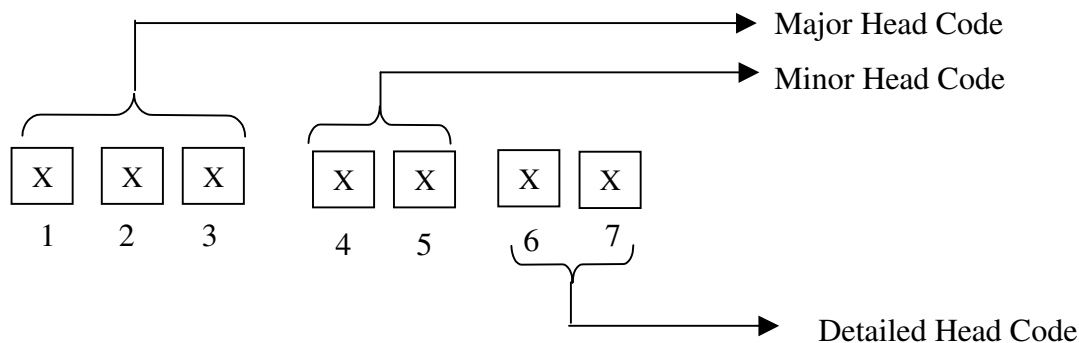 Major Head Code
Minor Head Code
X X X X X X X
1 2 3 4 5 6 7
Detailed Head Code